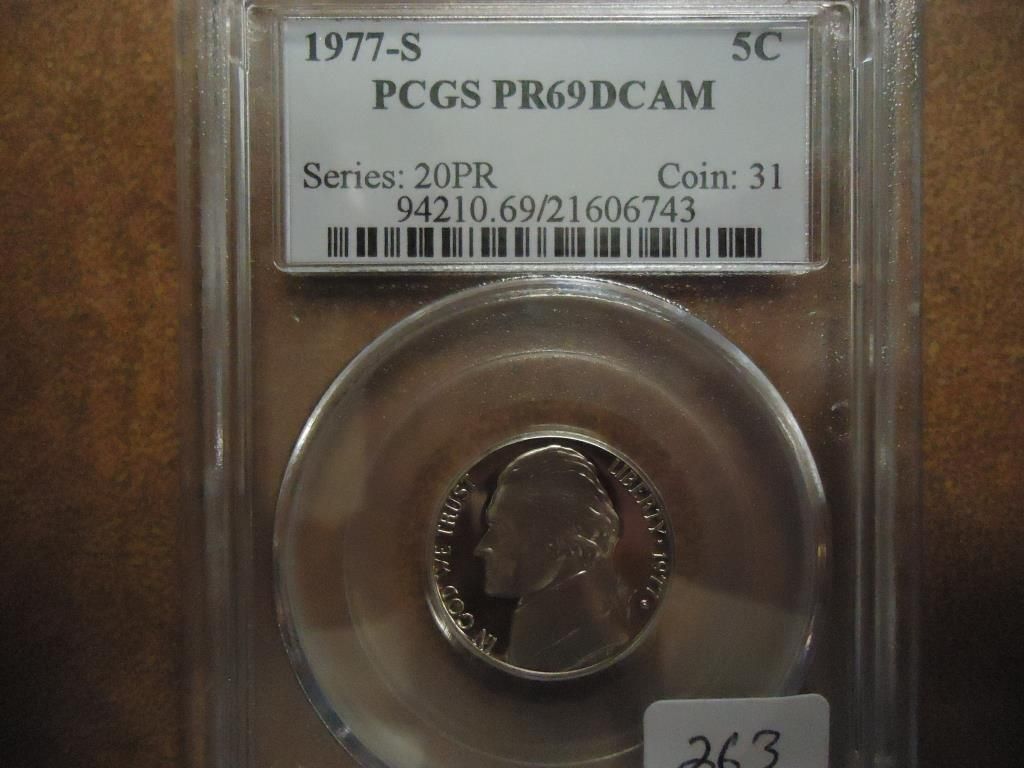 1977-S 5C
PCGS PR69DCAM
Series: 20PR Coin: 31
94210.69/21606743
IN GOD WE TRUST
LIBERTY 1977 S
263